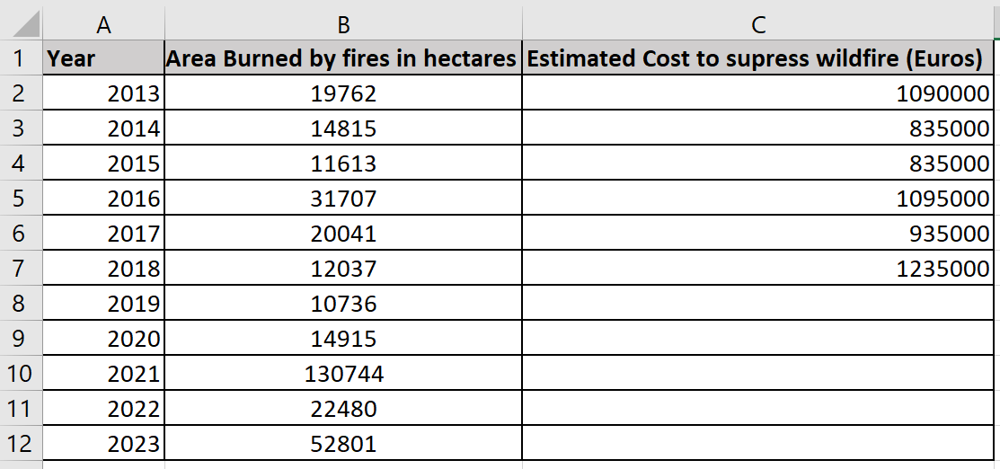 A B C
1 Year Area Burned by fires in hectares Estimated Cost to supress wildfire (Euros)
2 2013 19762 1090000
3 2014 14815 835000
4 2015 11613 835000
5 2016 31707 1095000
6 2017 20041 935000
7 2018 12037 1235000
8 2019 10736
9 2020 14915
10 2021 130744
11 2022 22480
12 2023 52801